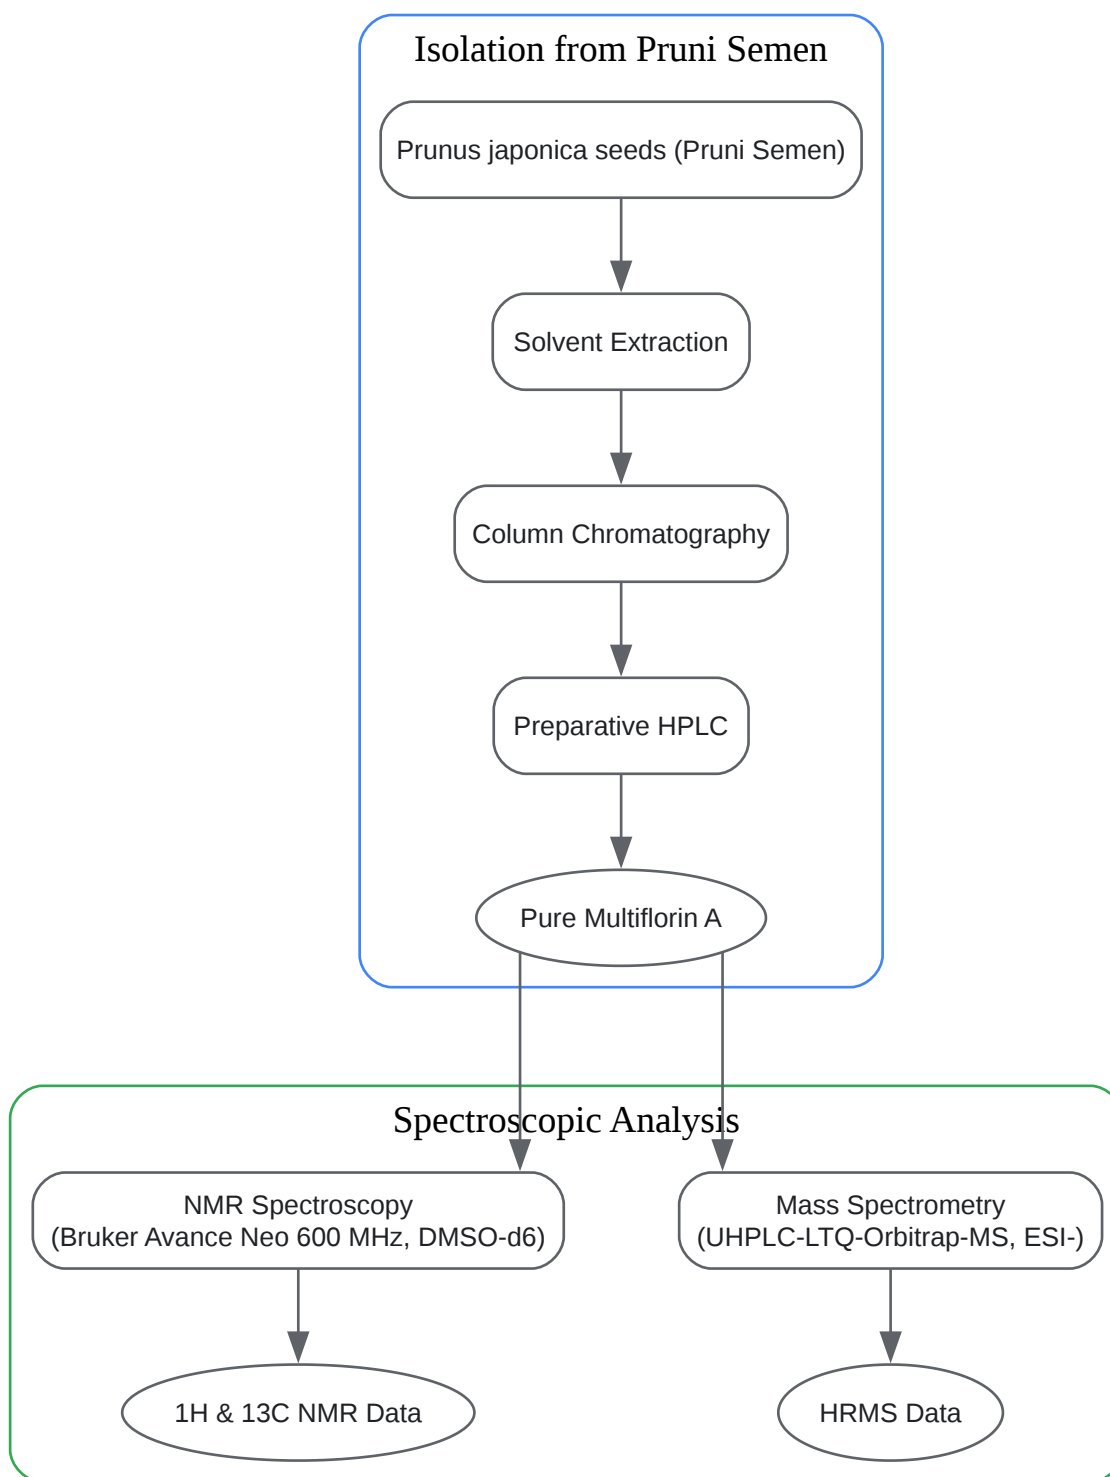 Isolation from Pruni Semen
Prunus japonica seeds (Pruni Semen)
Solvent Extraction
Column Chromatography
Preparative HPLC
Pure Multiflorin A
Spectroscopic Analysis
NMR Spectroscopy
(Bruker Avance Neo 600 MHz, DMSO-d6)
Mass Spectrometry
(UHPLC-LTQ-Orbitrap-MS, ESI-)
1H & 13C NMR Data
HRMS Data